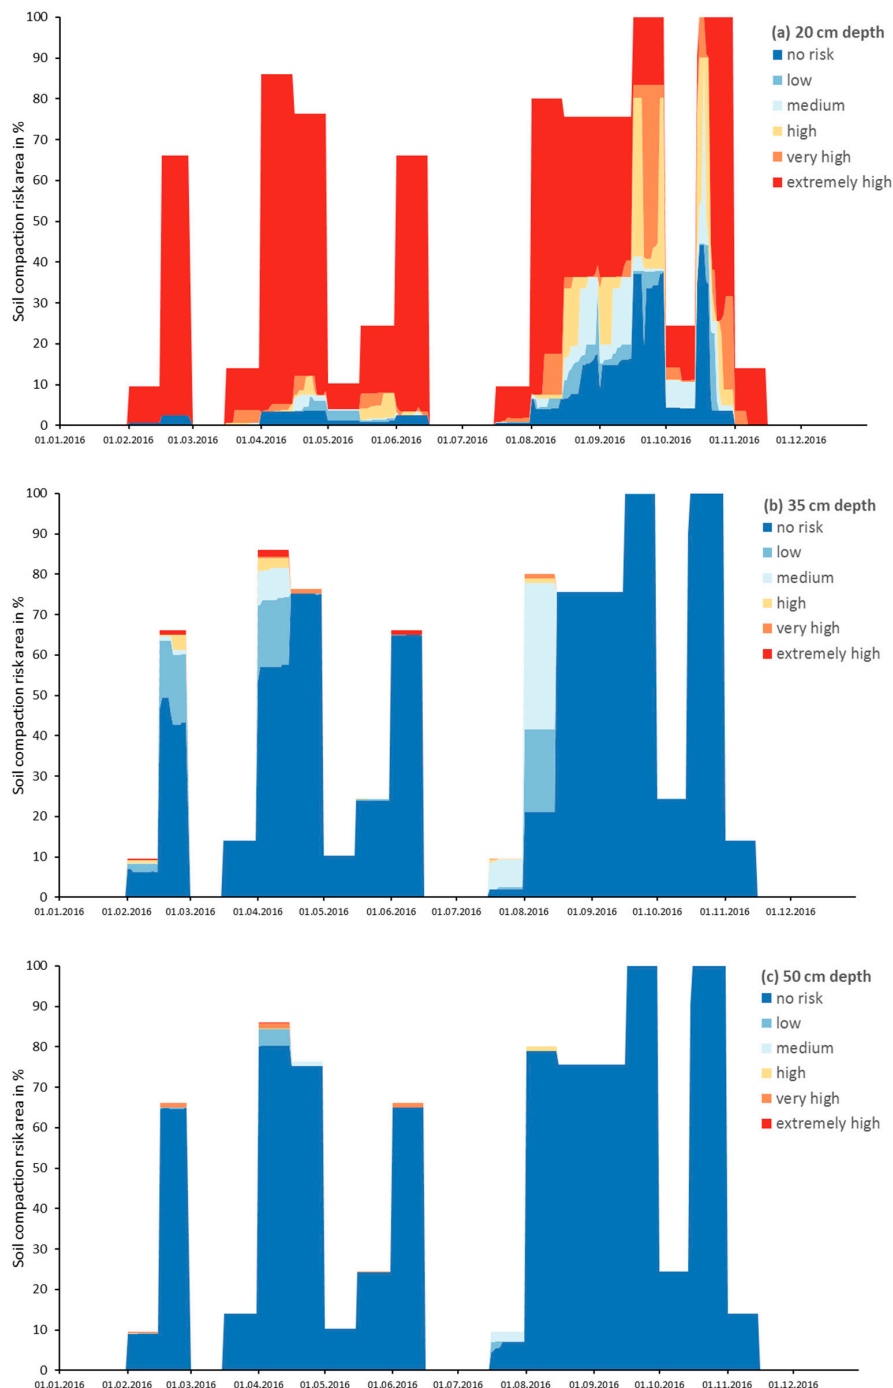 (a) 20 cm depth
no risk
low
medium
high
very high
extremely high
Soil compaction risk area in %
100
90
80
70
60
50
40
30
20
10
0
01.01.2016 01.02.2016 01.03.2016 01.04.2016 01.05.2016 01.06.2016 01.07.2016 01.08.2016 01.09.2016 01.10.2016 01.11.2016 01.12.2016
(b) 35 cm depth
no risk
low
medium
high
very high
extremely high
Soil compaction risk area in %
100
90
80
70
60
50
40
30
20
10
0
01.01.2016 01.02.2016 01.03.2016 01.04.2016 01.05.2016 01.06.2016 01.07.2016 01.08.2016 01.09.2016 01.10.2016 01.11.2016 01.12.2016
(c) 50 cm depth
no risk
low
medium
high
very high
extremely high
Soil compaction rsik area in %
100
90
80
70
60
50
40
30
20
10
0
01.01.2016 01.02.2016 01.03.2016 01.04.2016 01.05.2016 01.06.2016 01.07.2016 01.08.2016 01.09.2016 01.10.2016 01.11.2016 01.12.2016